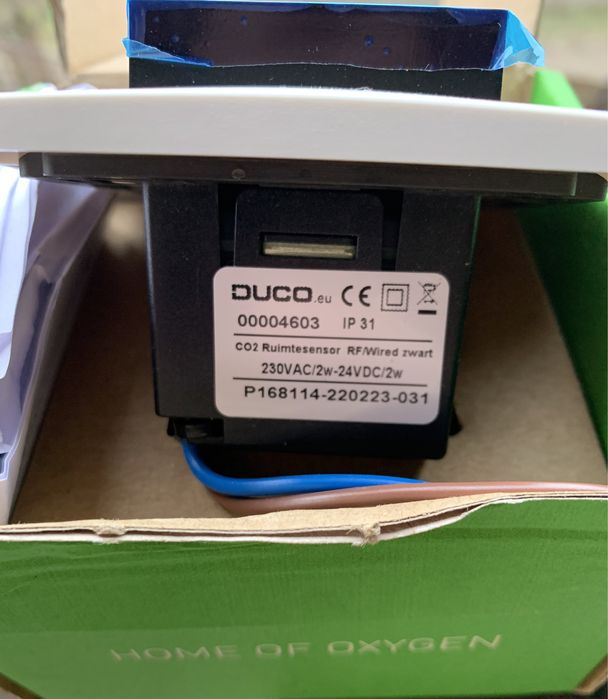 DUCO.eu CE
00004603 IP 31
CO2 Ruimtesensor RF/Wired zwart
230VAC/2w-24VDC/2w
P168114-220223-031
HOME OF OXYGEN